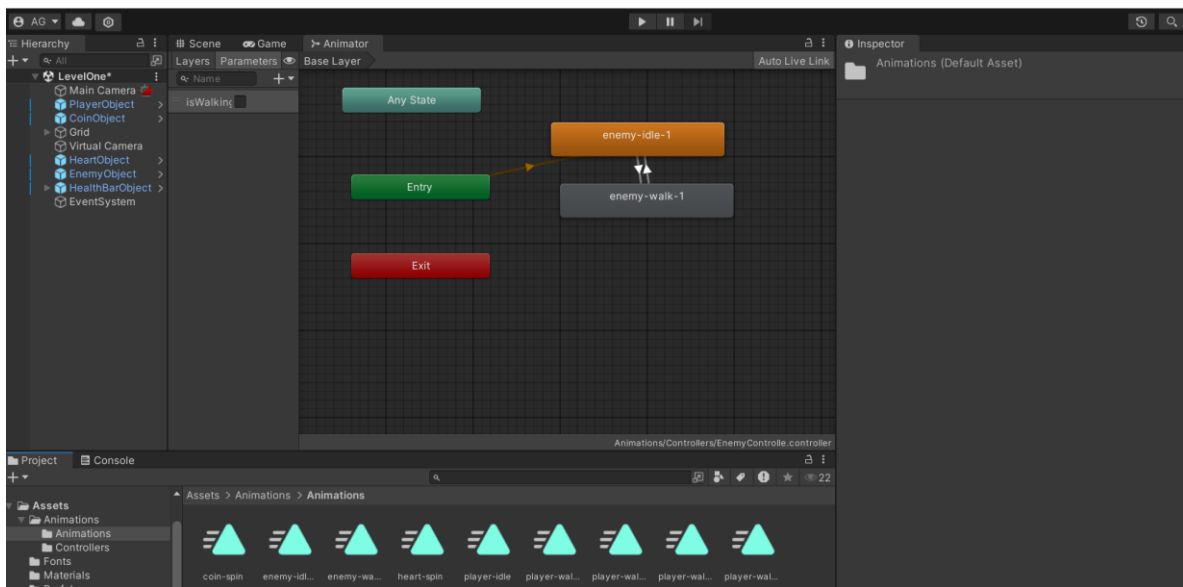 AG
Hierarchy
All
LevelOne*
Main Camera
PlayerObject
CoinObject
Grid
Virtual Camera
HeartObject
EnemyObject
HealthBarObject
EventSystem
Scene
Game
Animator
Layers
Parameters
Base Layer
Auto Live Link
Name
isWalking
Any State
enemy-idle-1
Entry
enemy-walk-1
Exit
Animations/Controllers/EnemyControlle.controller
Inspector
Animations (Default Asset)
Project
Console
22
Assets
Animations
Animations
Controllers
Fonts
Materials
Assets > Animations > Animations
coin-spin
enemy-idl...
enemy-wa...
heart-spin
player-idle
player-wal...
player-wal...
player-wal...
player-wal...